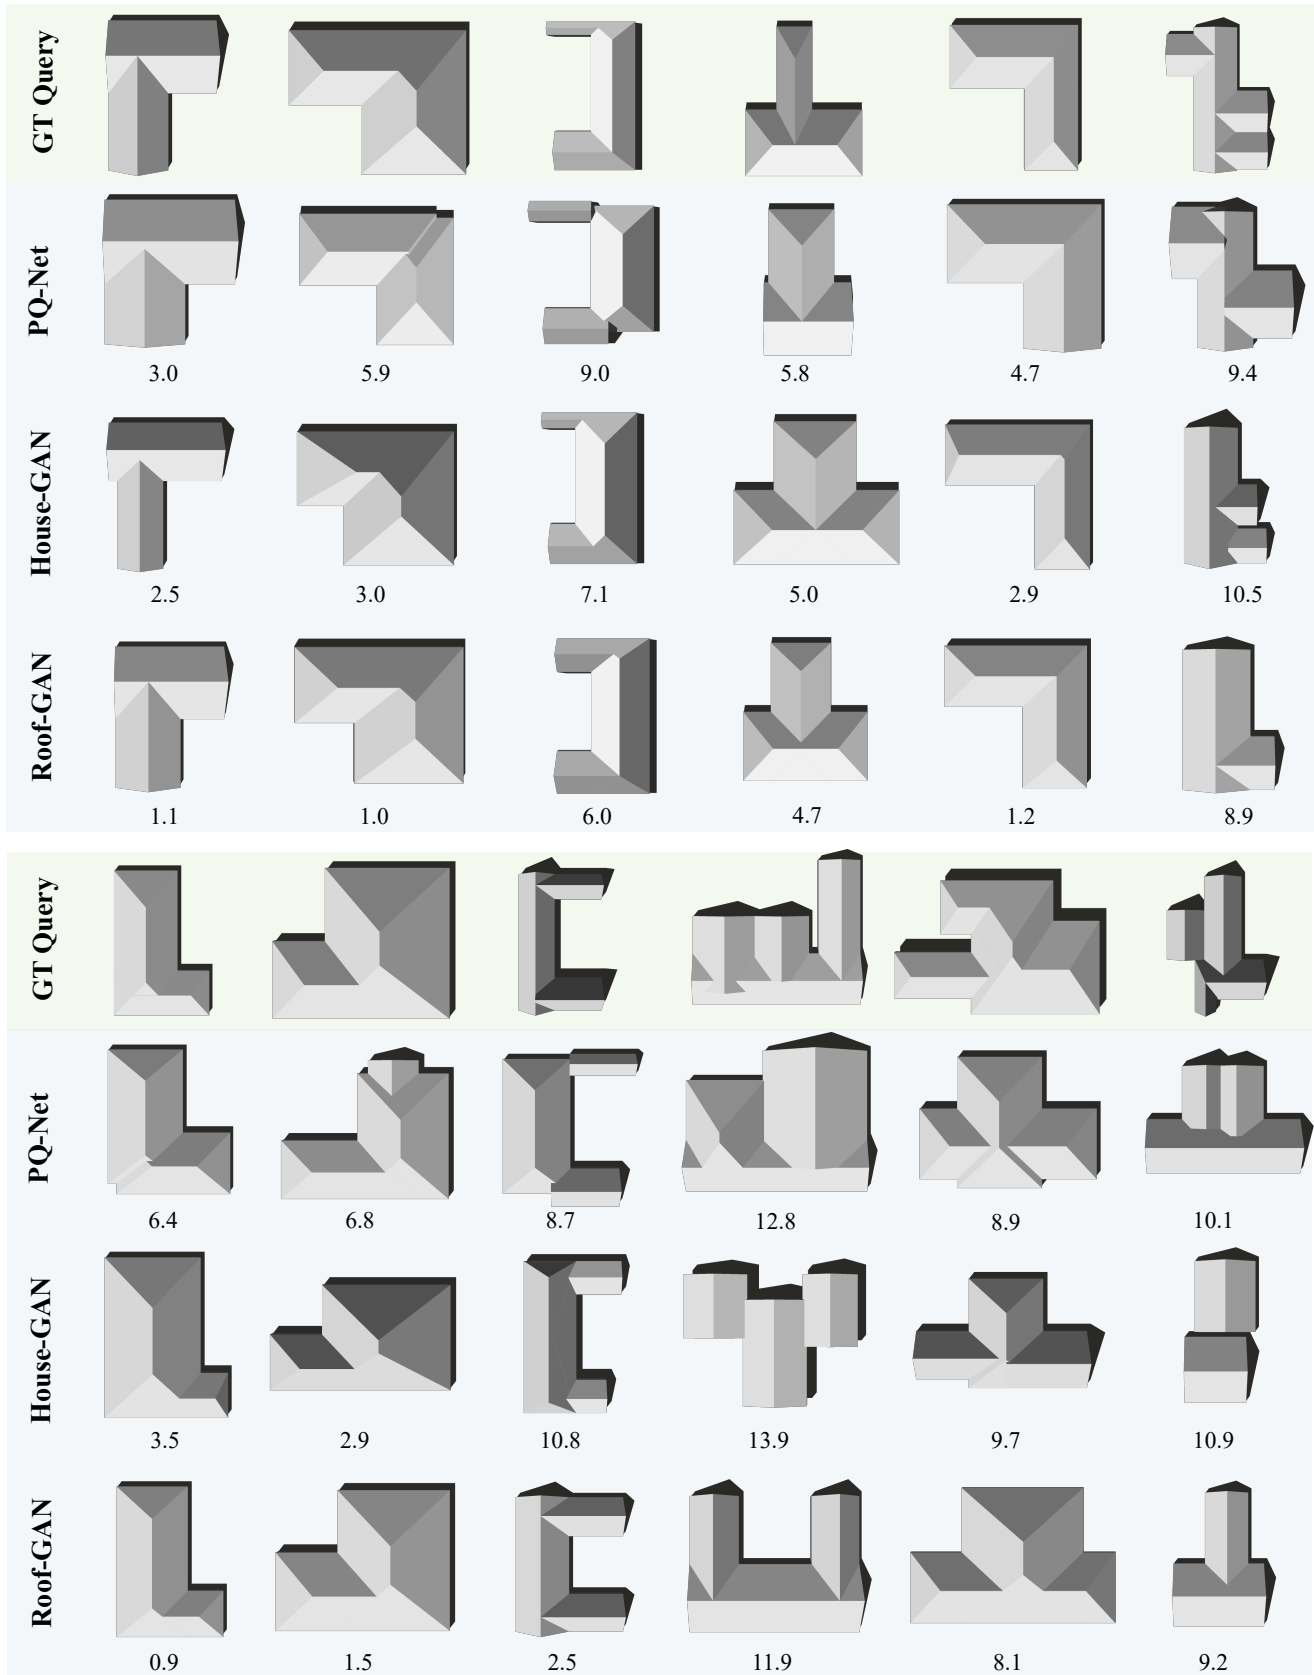 GT Query
PQ-Net
3.0 5.9 9.0 5.8 4.7 9.4
House-GAN
2.5 3.0 7.1 5.0 2.9 10.5
Roof-GAN
1.1 1.0 6.0 4.7 1.2 8.9
GT Query
PQ-Net
6.4 6.8 8.7 12.8 8.9 10.1
House-GAN
3.5 2.9 10.8 13.9 9.7 10.9
Roof-GAN
0.9 1.5 2.5 11.9 8.1 9.2